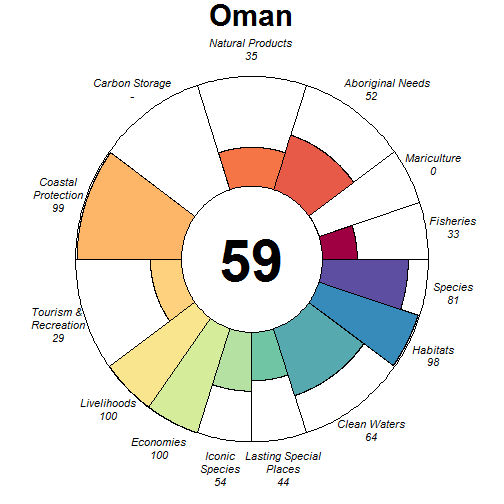 Oman
Natural Products
35
Carbon Storage
-
Aboriginal Needs
52
Mariculture
0
Coastal
Protection
99
Fisheries
33
59
Species
81
Tourism &
Recreation
29
Habitats
98
Livelihoods
100
Clean Waters
64
Economies
100
Iconic
Species
54
Lasting Special
Places
44